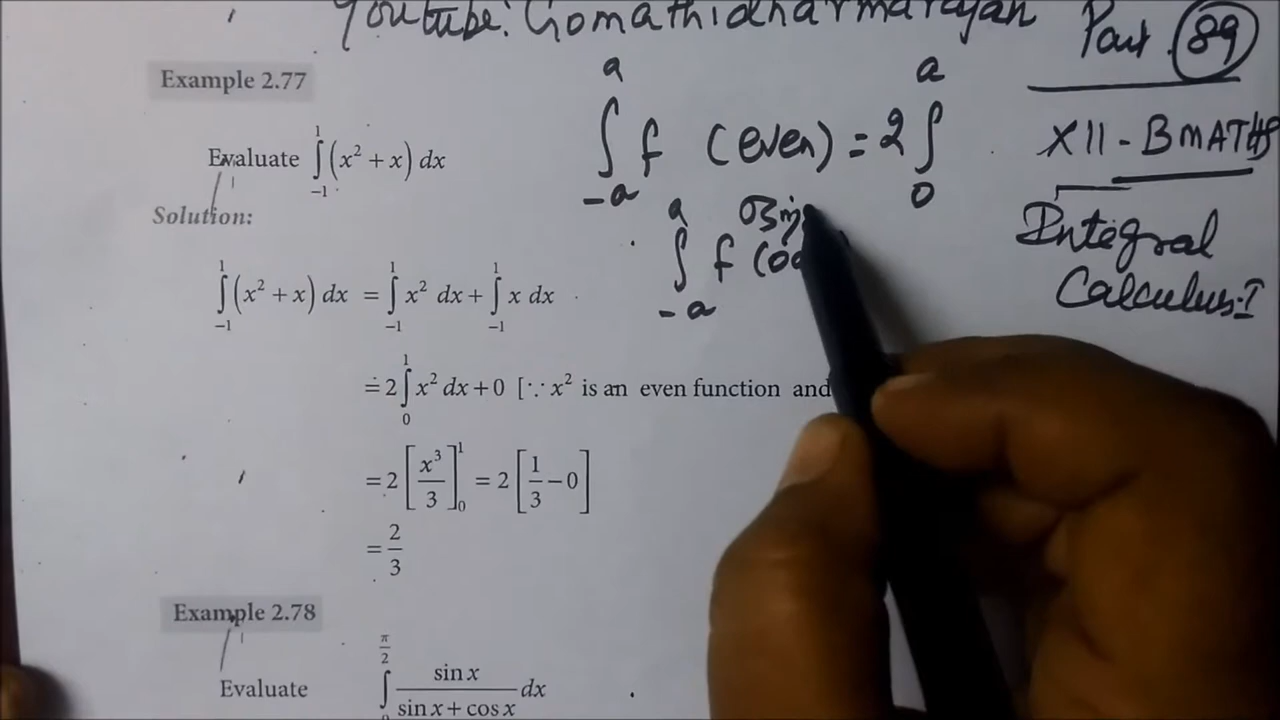 Youtube: Gomathidharmarajan
Part . 89
XII - BMATHS
Integral
Calculus-I
∫_{-a}^{a} f (even) = 2 ∫_{0}^{a}
∫_{-a}^{a} f
Example 2.77
Evaluate ∫_{-1}^{1} (x² + x) dx
Solution:
∫_{-1}^{1} (x² + x) dx = ∫_{-1}^{1} x² dx + ∫_{-1}^{1} x dx
= 2 ∫_{0}^{1} x² dx + 0 [∵ x² is an even function and
= 2 [x³/3]_{0}^{1} = 2 [1/3 − 0]
= 2/3
Example 2.78
Evaluate ∫_{0}^{π/2} sin x / (sin x + cos x) dx